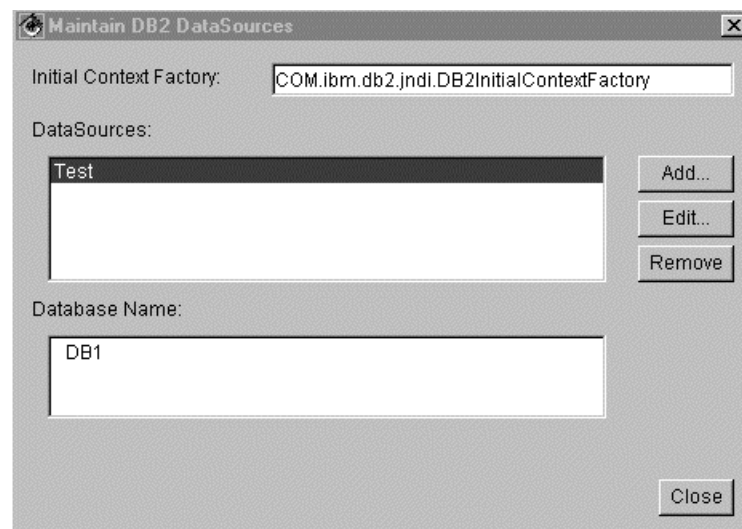 Maintain DB2 DataSources
Initial Context Factory: COM.ibm.db2.jndi.DB2InitialContextFactory
DataSources:
Test
Add...
Edit...
Remove
Database Name:
DB1
Close